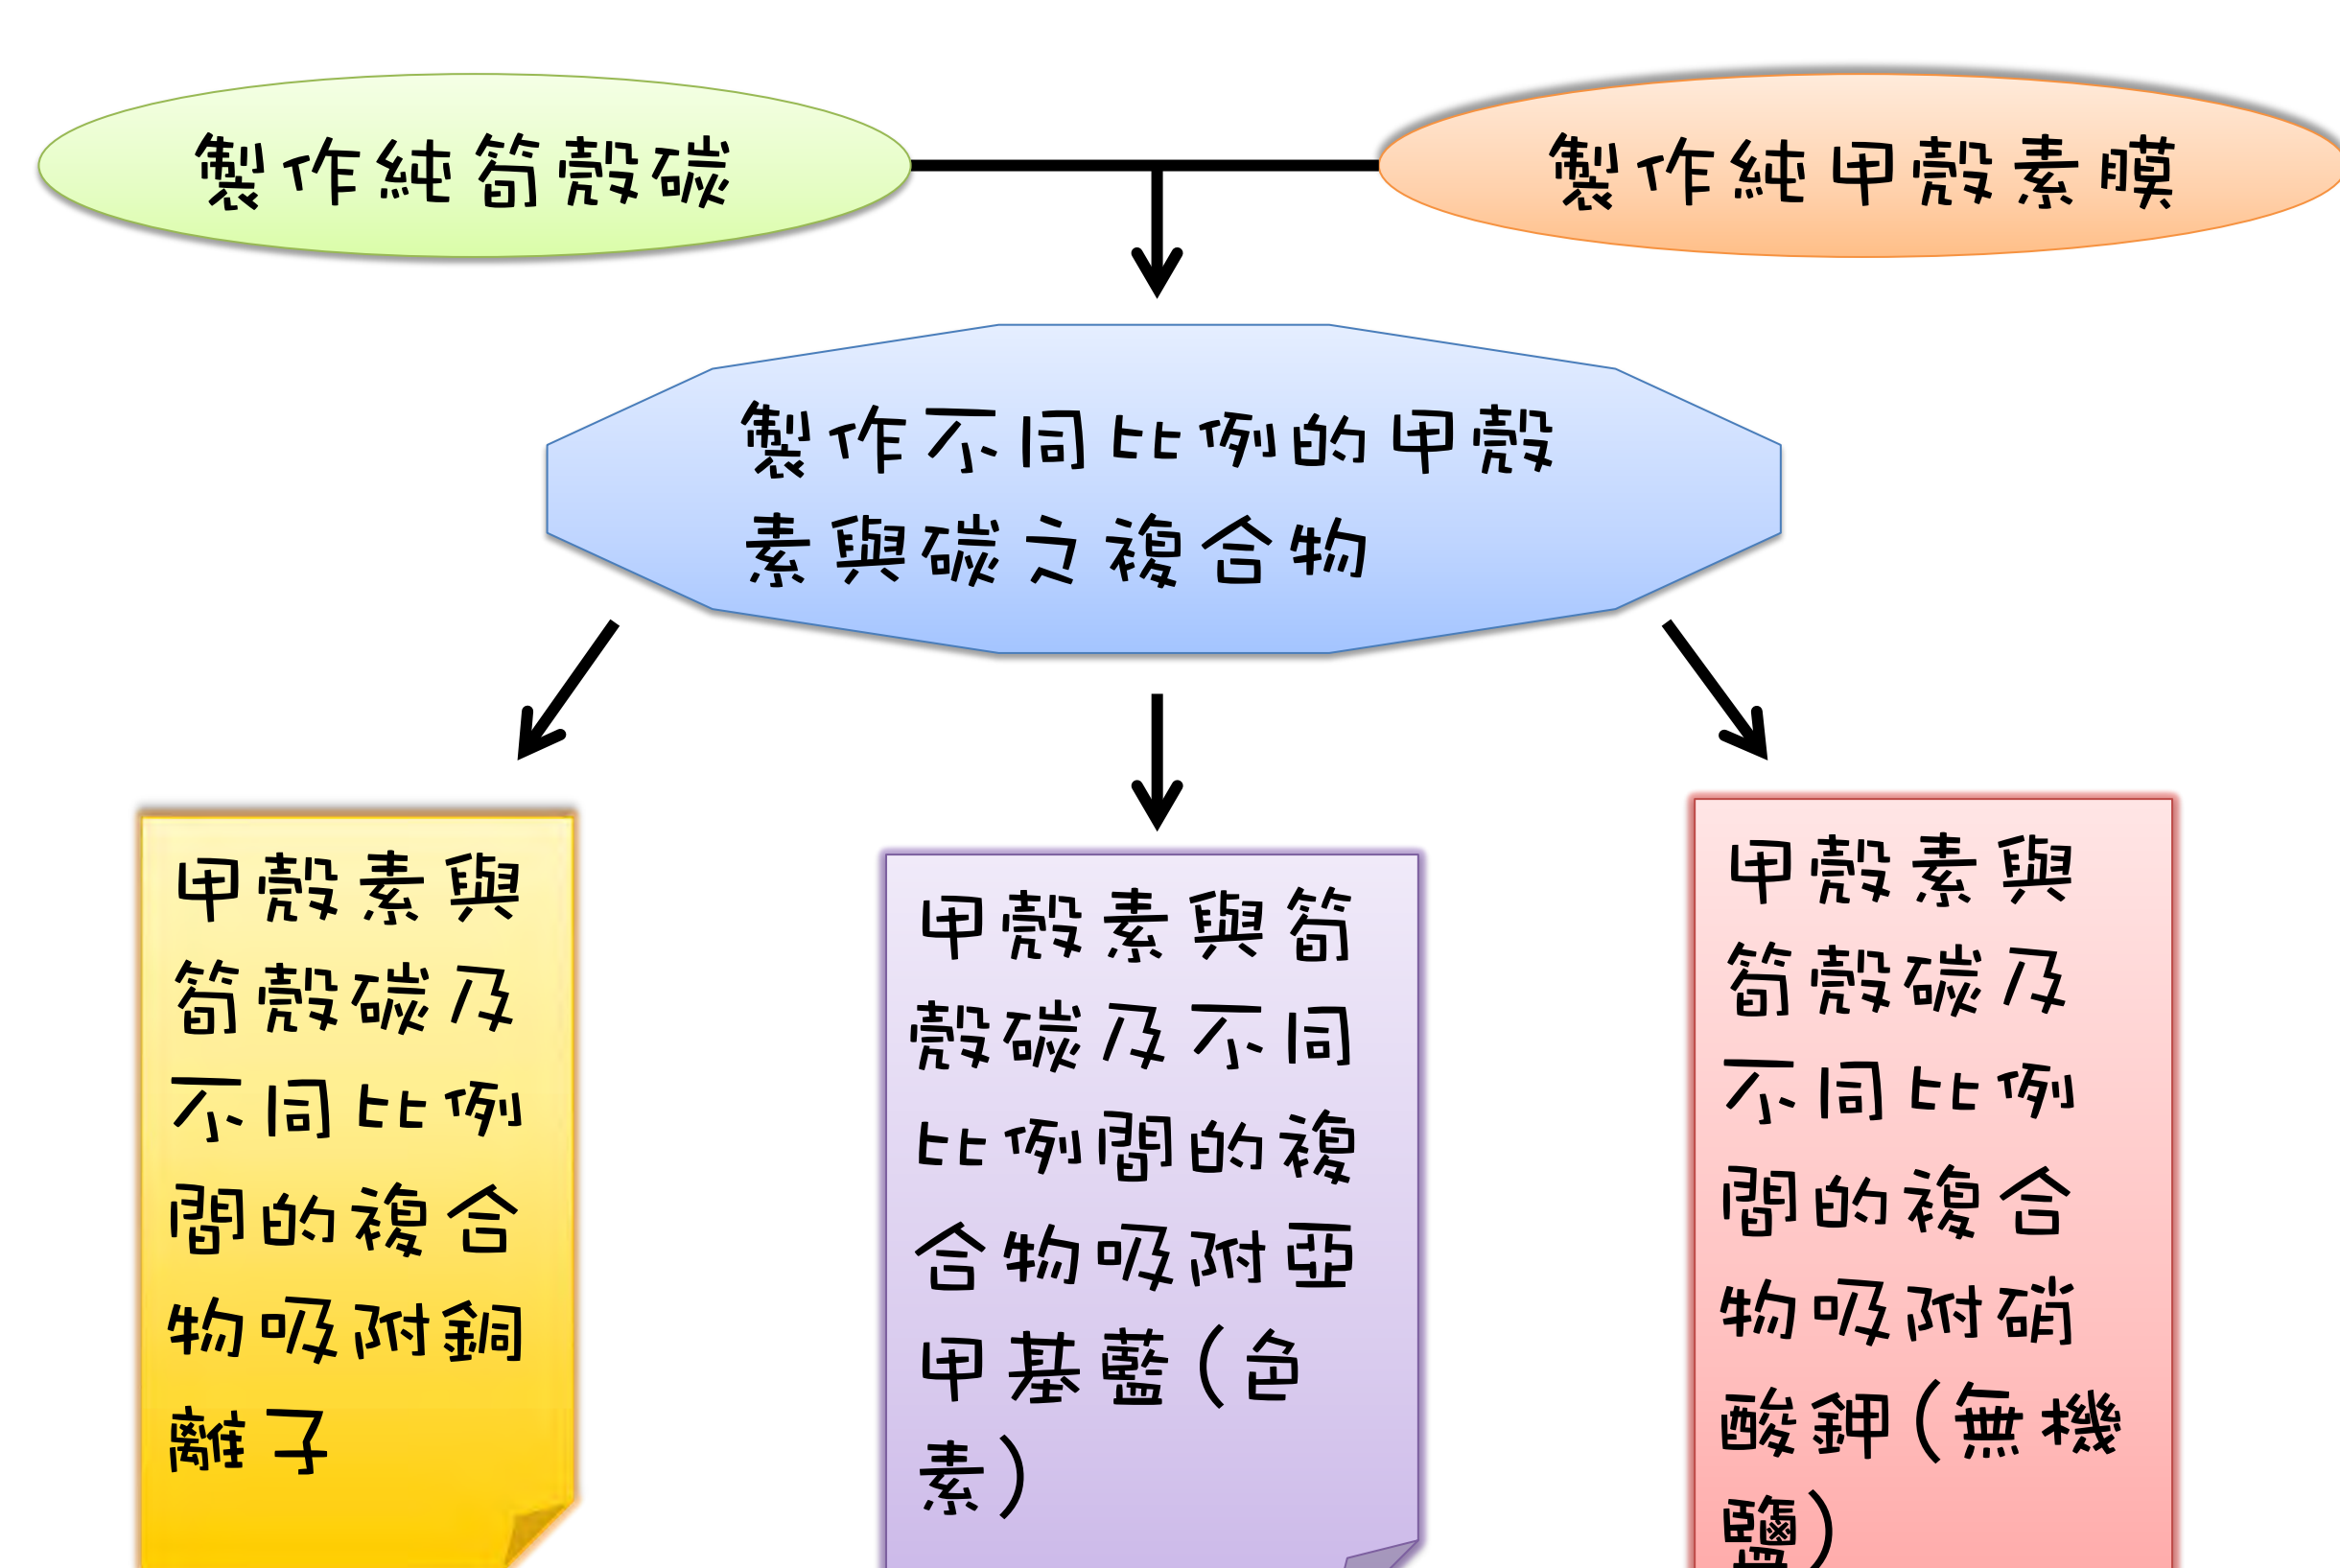 製作純筍殼碳
製作純甲殼素膜
製作不同比例的甲殼
素與碳之複合物
甲殼素與
筍殼碳及
不同比例
間的複合
物吸附銅
離子
甲殼素與筍
殼碳及不同
比例間的複
合物吸附亞
甲基藍(色
素)
甲殼素與
筍殼碳及
不同比例
間的複合
物吸附硝
酸鉀(無機
鹽)